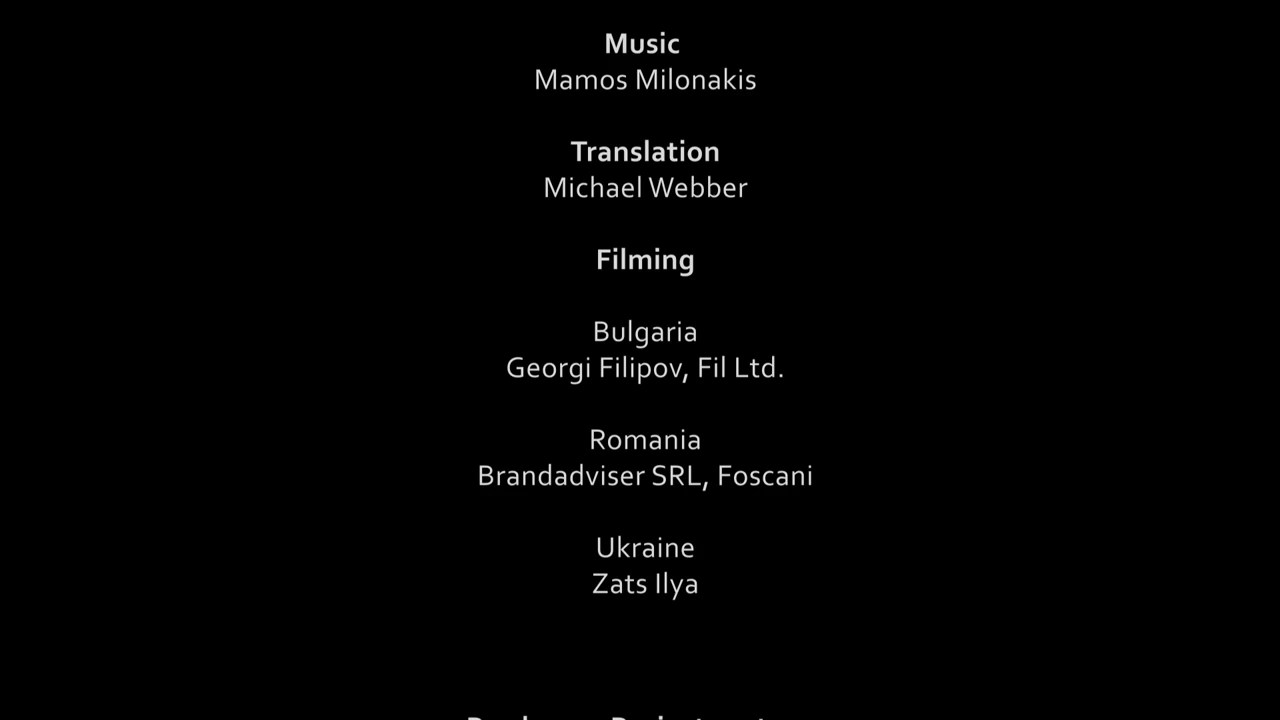 Music
Mamos Milonakis
Translation
Michael Webber
Filming
Bulgaria
Georgi Filipov, Fil Ltd.
Romania
Brandadviser SRL, Foscani
Ukraine
Zats Ilya